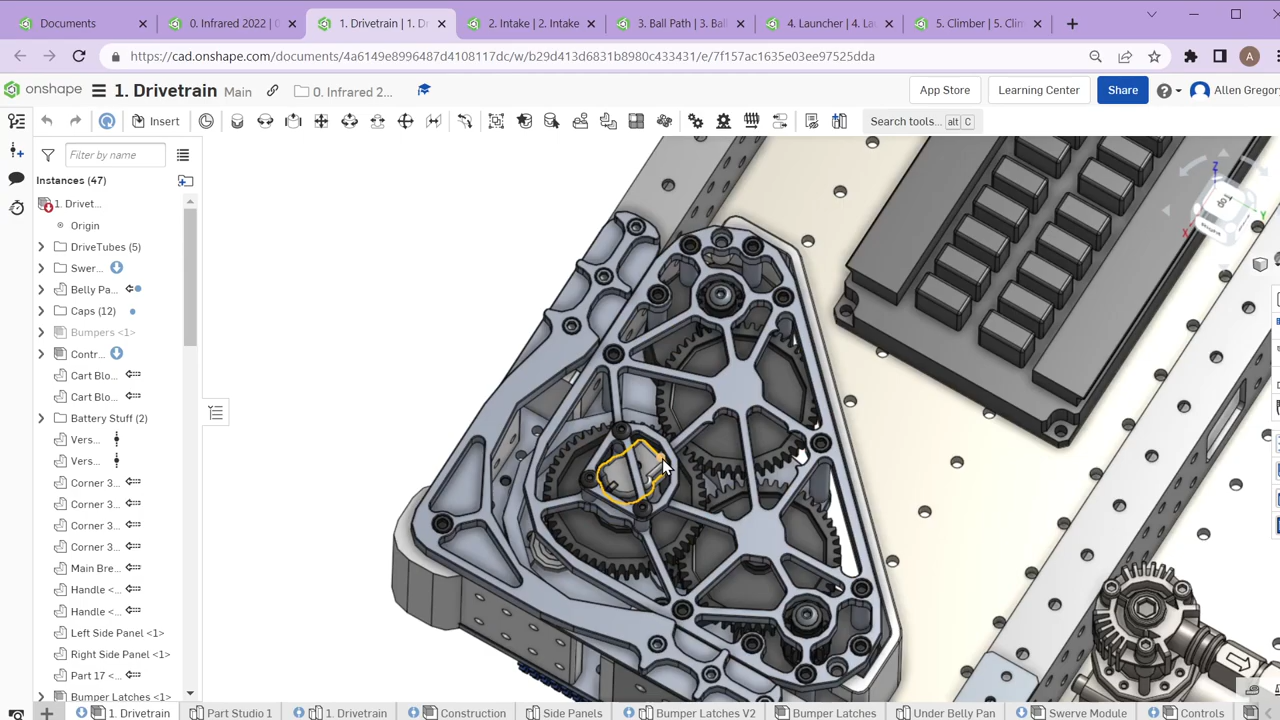 Documents
0. Infrared 2022 |
1. Drivetrain | 1. Dr
2. Intake | 2. Intake
3. Ball Path | 3. Ball
4. Launcher | 4. Lau
5. Climber | 5. Clim
https://cad.onshape.com/documents/4a6149e8996487d4108117dc/w/b29d413d6831b8980c433431/e/7f157ac1635e03ee97525dda
A
onshape
1. Drivetrain Main
0. Infrared 2...
App Store
Learning Center
Share
Allen Gregory
Insert
Search tools... alt C
Filter by name
Instances (47)
1. Drivet...
Origin
DriveTubes (5)
Swer...
Belly Pa...
Caps (12)
Bumpers <1>
Contr...
Cart Blo...
Cart Blo...
Battery Stuff (2)
Vers...
Vers...
Corner 3...
Corner 3...
Corner 3...
Corner 3...
Main Bre...
Handle <...
Handle <...
Left Side Panel <1>
Right Side Panel <1>
Part 17 <...
Bumper Latches <1>
Z
Y
X
Top
Right
1. Drivetrain
Part Studio 1
1. Drivetrain
Construction
Side Panels
Bumper Latches V2
Bumper Latches
Under Belly Pan
Swerve Module
Controls